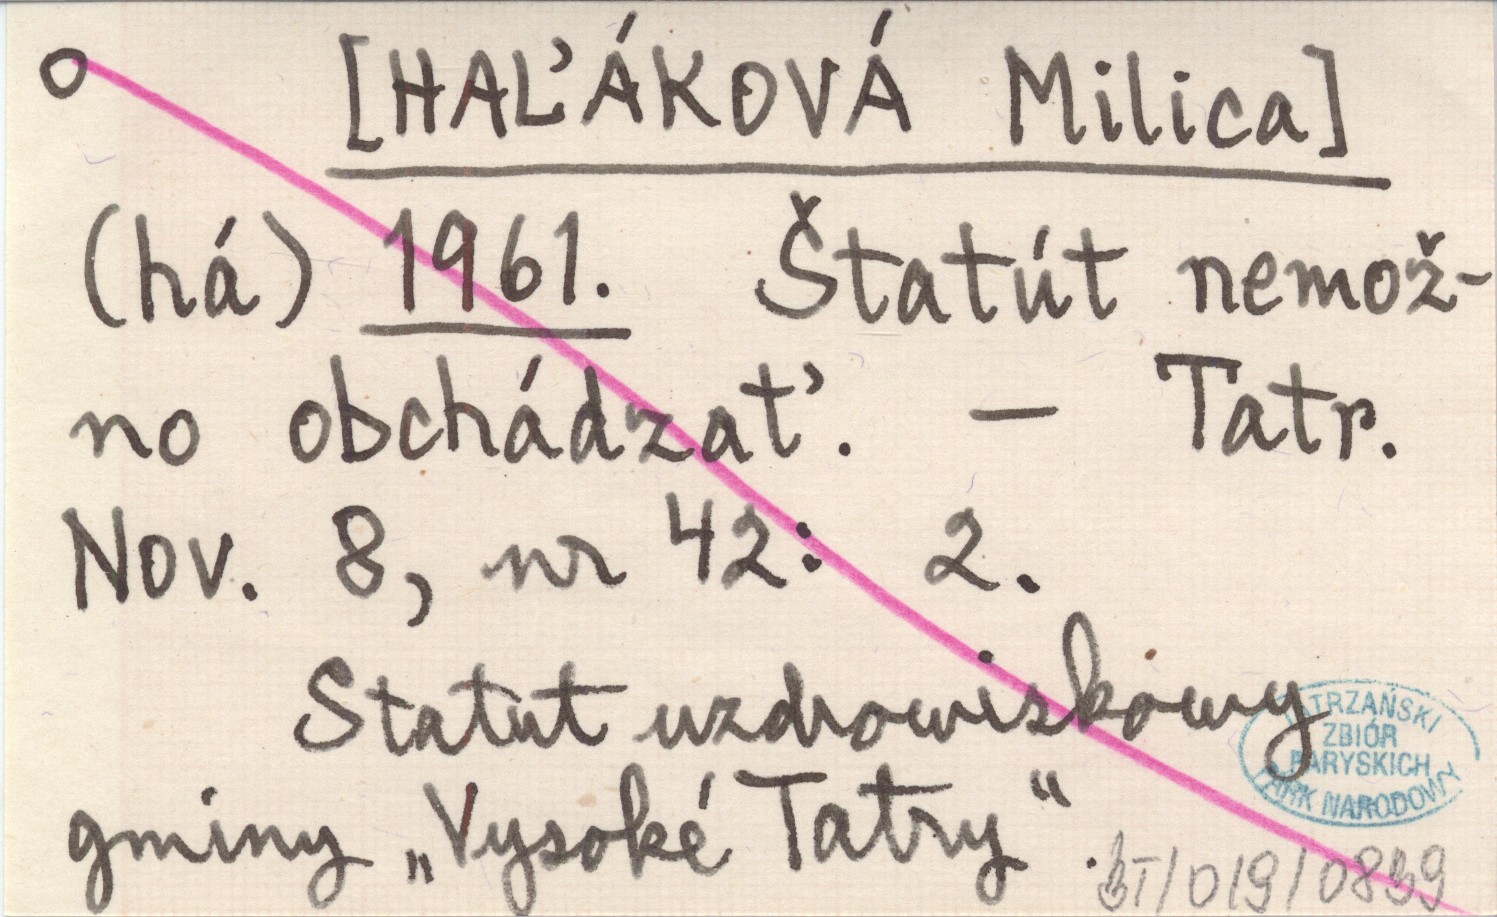 [HAĽÁKOVÁ Milica]
(há) 1961. Štatút nemož-
no obchádzať. — Tatr.
Nov. 8, nr 42: 2.
Statut uzdrowiskowy
gminy „Vysoké Tatry“.
TATRZAŃSKI
ZBIÓR
PARYSKICH
PARK NARODOWY
BT/019/0839